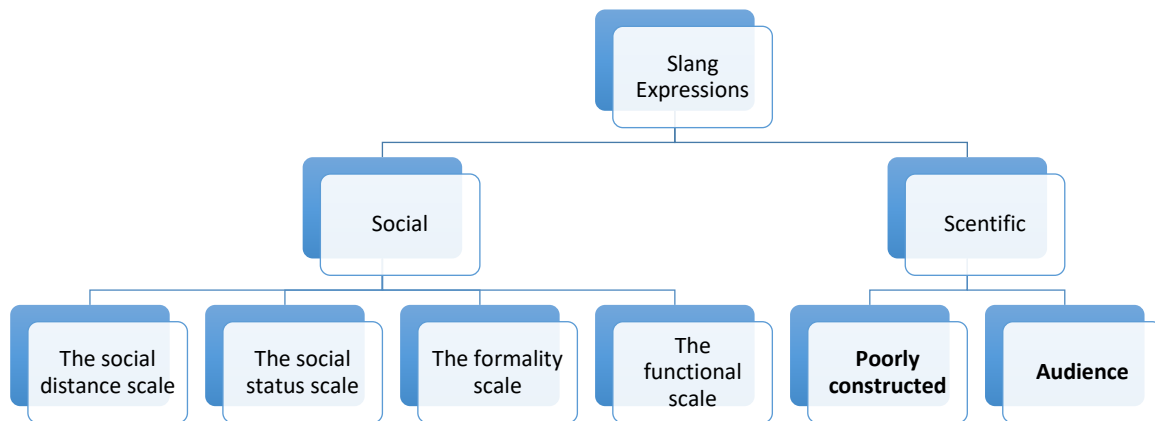 Slang
Expressions
Social
Scentific
The social
distance scale
The social
status scale
The formality
scale
The
functional
scale
Poorly
constructed
Audience